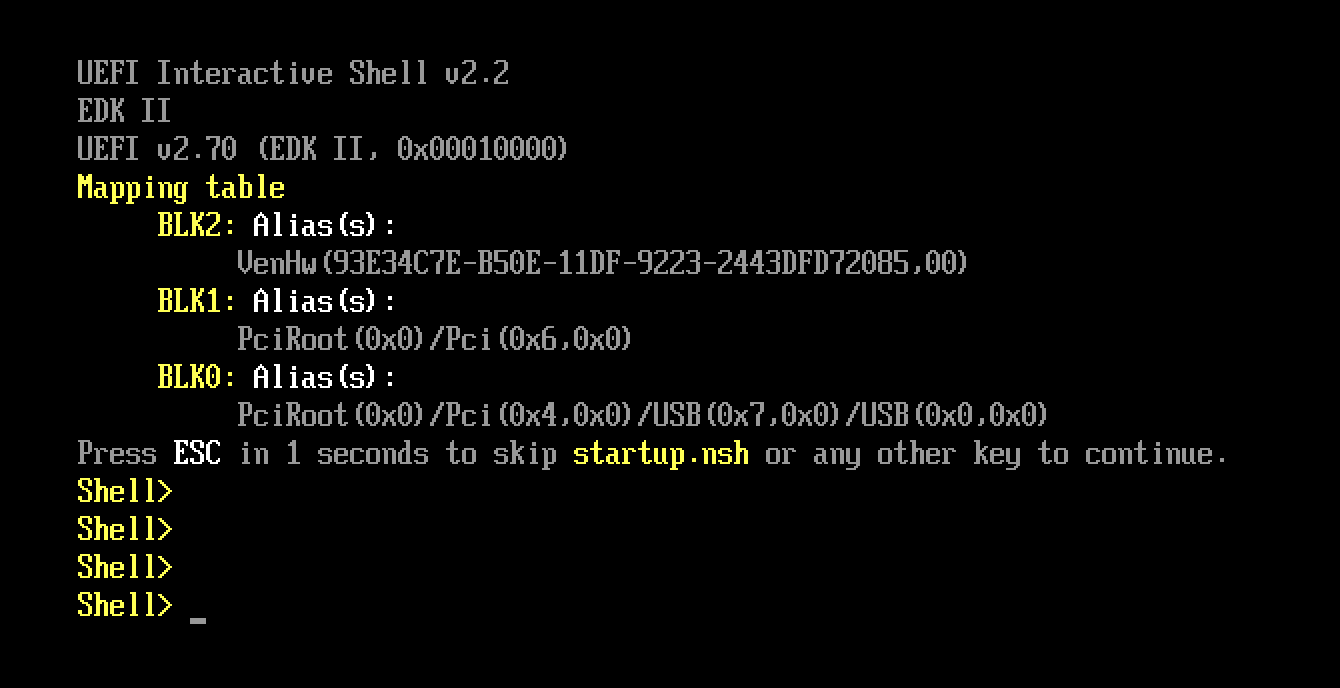 UEFI Interactive Shell v2.2
EDK II
UEFI v2.70 (EDK II, 0x00010000)
Mapping table
BLK2: Alias(s):
VenHw(93E34C7E-B50E-11DF-9223-2443DFD72085,00)
BLK1: Alias(s):
PciRoot(0x0)/Pci(0x6,0x0)
BLK0: Alias(s):
PciRoot(0x0)/Pci(0x4,0x0)/USB(0x7,0x0)/USB(0x0,0x0)
Press ESC in 1 seconds to skip startup.nsh or any other key to continue.
Shell>
Shell>
Shell>
Shell> _